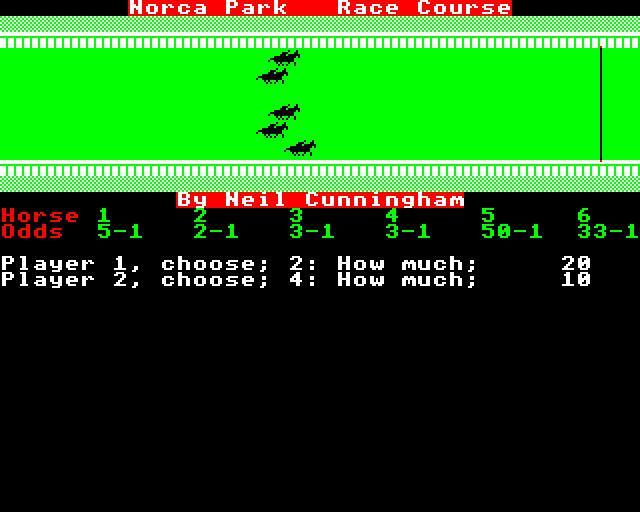 Norca Park   Race Course
By Neil Cunningham
Horse 1     2     3     4     5     6
Odds  5-1   2-1   3-1   3-1   50-1  33-1
Player 1, choose; 2: How much;     20
Player 2, choose; 4: How much;     10